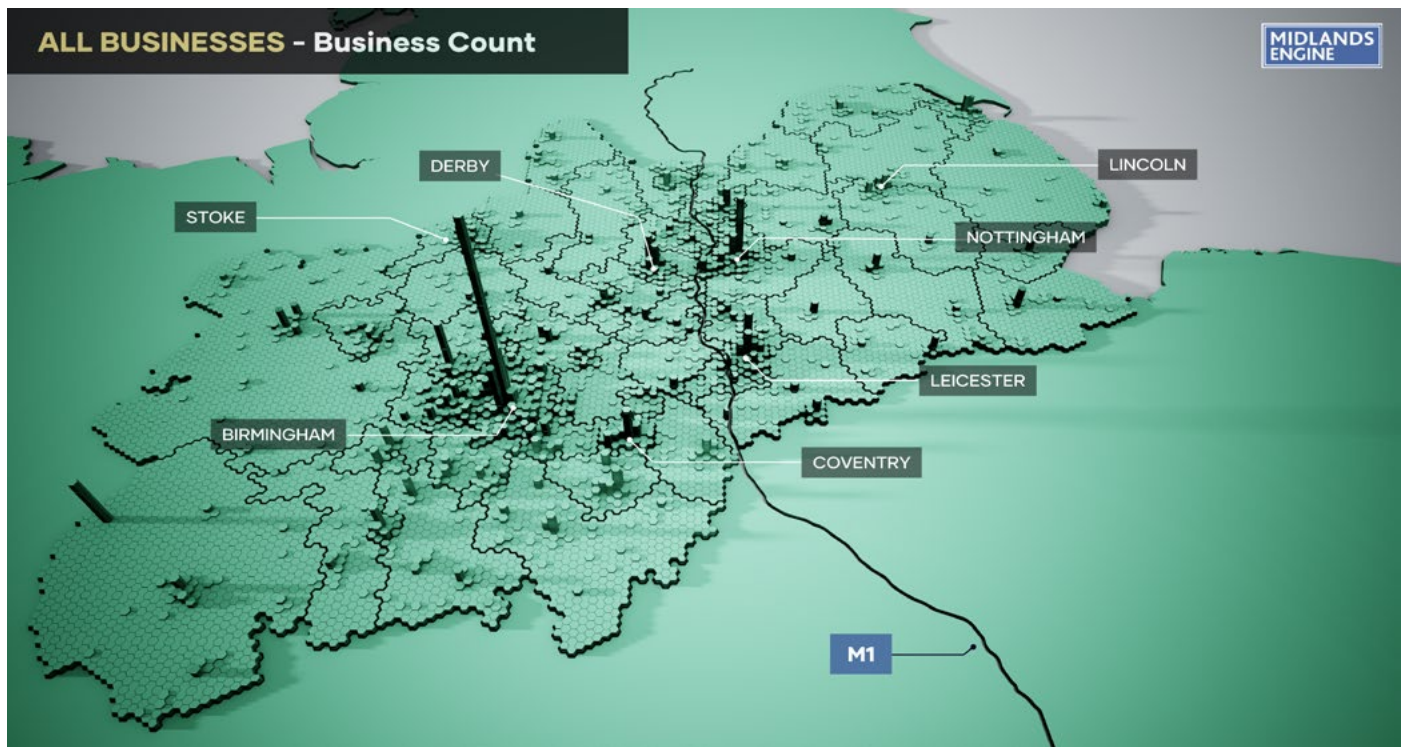 ALL BUSINESSES - Business Count
MIDLANDS
ENGINE
DERBY
LINCOLN
STOKE
NOTTINGHAM
LEICESTER
BIRMINGHAM
COVENTRY
M1